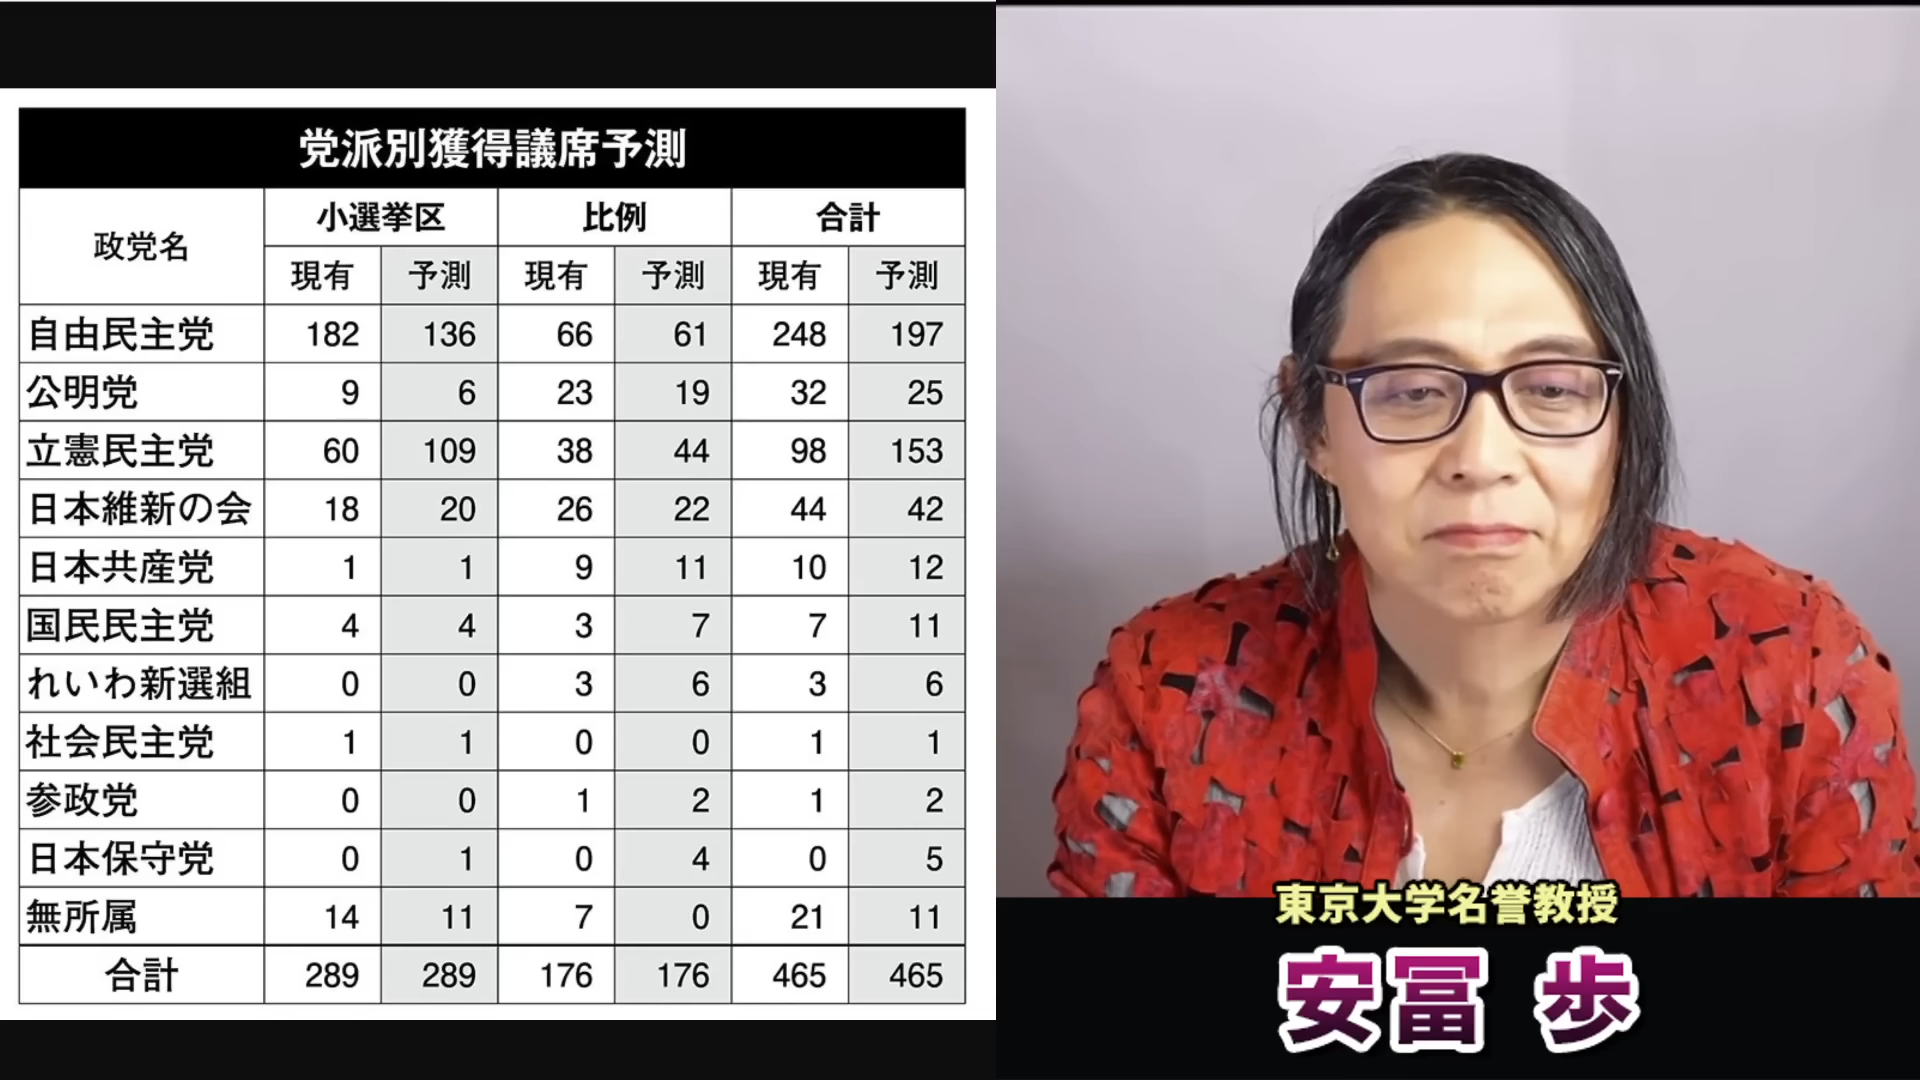 党派別獲得議席予測
政党名 小選挙区 比例 合計
現有 予測 現有 予測 現有 予測
自由民主党 182 136 66 61 248 197
公明党 9 6 23 19 32 25
立憲民主党 60 109 38 44 98 153
日本維新の会 18 20 26 22 44 42
日本共産党 1 1 9 11 10 12
国民民主党 4 4 3 7 7 11
れいわ新選組 0 0 3 6 3 6
社会民主党 1 1 0 0 1 1
参政党 0 0 1 2 1 2
日本保守党 0 1 0 4 0 5
無所属 14 11 7 0 21 11
合計 289 289 176 176 465 465
東京大学名誉教授
安冨 歩